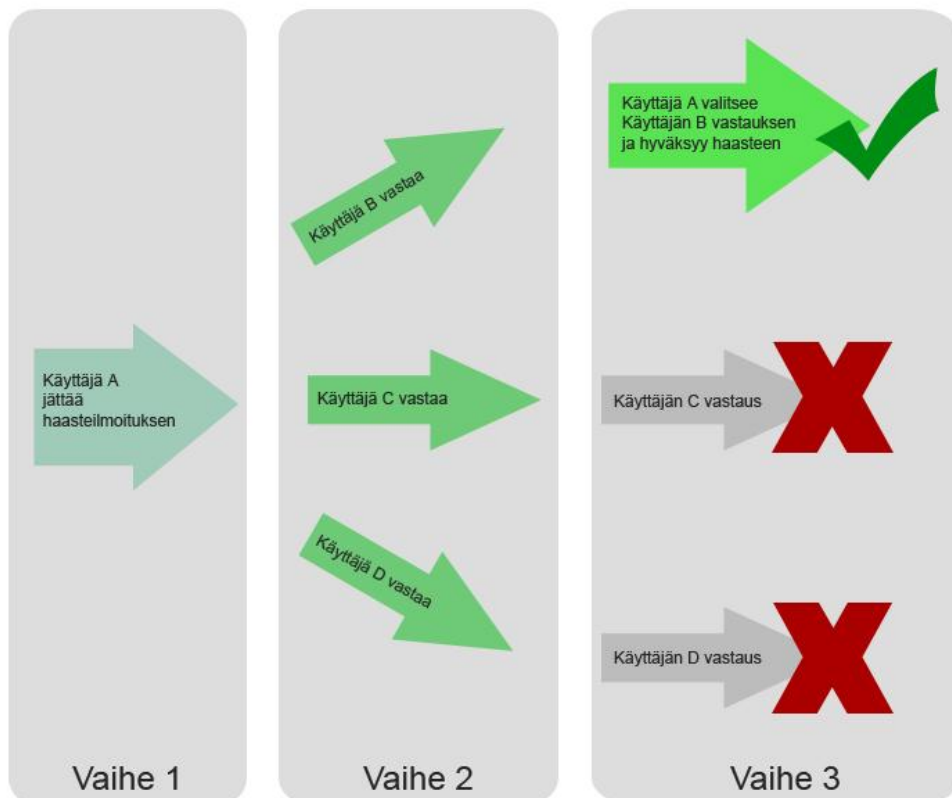 Käyttäjä A
jättää
haasteilmoituksen
Vaihe 1
Käyttäjä B vastaa
Käyttäjä C vastaa
Käyttäjä D vastaa
Vaihe 2
Käyttäjä A valitsee
Käyttäjän B vastauksen
ja hyväksyy haasteen
Käyttäjän C vastaus
Käyttäjän D vastaus
Vaihe 3